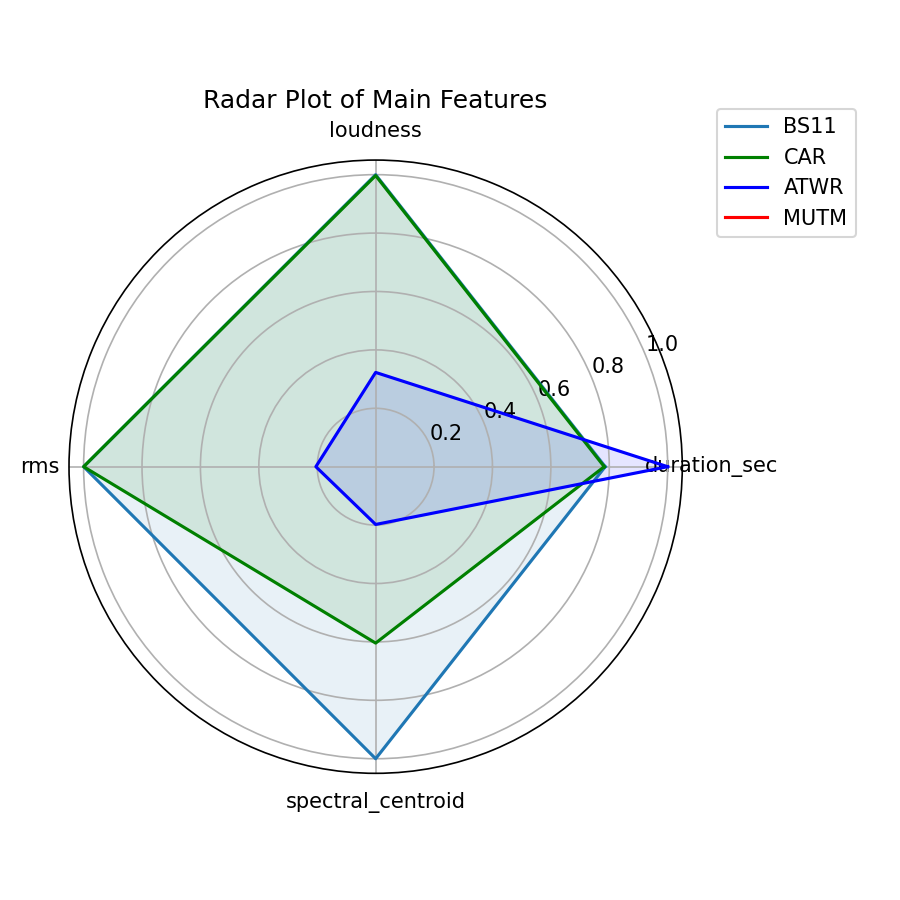 Radar Plot of Main Features
loudness
BS11
CAR
ATWR
MUTM
1.0
0.8
0.6
0.4
0.2
rms
duration_sec
spectral_centroid